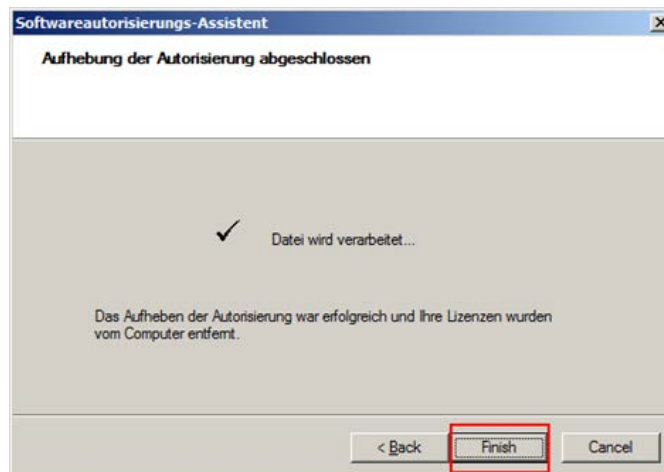 Softwareautorisierungs-Assistent
Aufhebung der Autorisierung abgeschlossen
Datei wird verarbeitet...
Das Aufheben der Autorisierung war erfolgreich und Ihre Lizenzen wurden
vom Computer entfernt.
< Back Finish Cancel